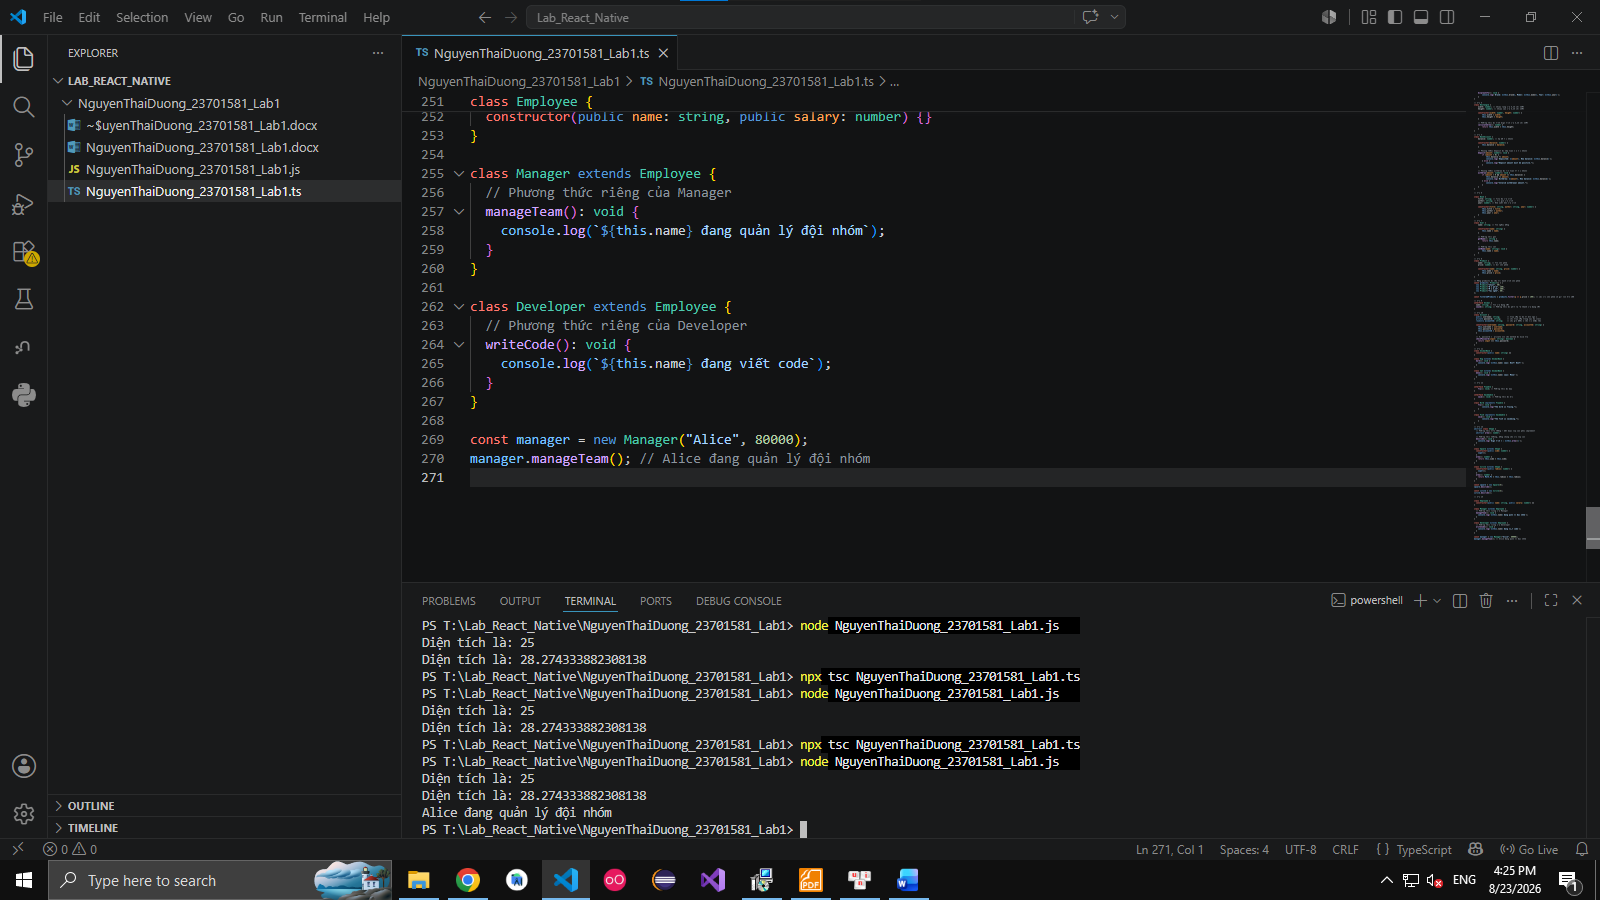 File Edit Selection View Go Run Terminal Help
Lab_React_Native
EXPLORER
LAB_REACT_NATIVE
NguyenThaiDuong_23701581_Lab1
~$uyenThaiDuong_23701581_Lab1.docx
NguyenThaiDuong_23701581_Lab1.docx
JS NguyenThaiDuong_23701581_Lab1.js
TS NguyenThaiDuong_23701581_Lab1.ts
OUTLINE
TIMELINE
TS NguyenThaiDuong_23701581_Lab1.ts
NguyenThaiDuong_23701581_Lab1 > TS NguyenThaiDuong_23701581_Lab1.ts > ...
251 class Employee {
252 constructor(public name: string, public salary: number) {}
253 }
254
255 class Manager extends Employee {
256 // Phương thức riêng của Manager
257 manageTeam(): void {
258 console.log(`${this.name} đang quản lý đội nhóm`);
259 }
260 }
261
262 class Developer extends Employee {
263 // Phương thức riêng của Developer
264 writeCode(): void {
265 console.log(`${this.name} đang viết code`);
266 }
267 }
268
269 const manager = new Manager("Alice", 80000);
270 manager.manageTeam(); // Alice đang quản lý đội nhóm
271
PROBLEMS OUTPUT TERMINAL PORTS DEBUG CONSOLE
powershell
PS T:\Lab_React_Native\NguyenThaiDuong_23701581_Lab1> node NguyenThaiDuong_23701581_Lab1.js
Diện tích là: 25
Diện tích là: 28.274333882308138
PS T:\Lab_React_Native\NguyenThaiDuong_23701581_Lab1> npx tsc NguyenThaiDuong_23701581_Lab1.ts
PS T:\Lab_React_Native\NguyenThaiDuong_23701581_Lab1> node NguyenThaiDuong_23701581_Lab1.js
Diện tích là: 25
Diện tích là: 28.274333882308138
PS T:\Lab_React_Native\NguyenThaiDuong_23701581_Lab1> npx tsc NguyenThaiDuong_23701581_Lab1.ts
PS T:\Lab_React_Native\NguyenThaiDuong_23701581_Lab1> node NguyenThaiDuong_23701581_Lab1.js
Diện tích là: 25
Diện tích là: 28.274333882308138
Alice đang quản lý đội nhóm
PS T:\Lab_React_Native\NguyenThaiDuong_23701581_Lab1>
0 0
Ln 271, Col 1 Spaces: 4 UTF-8 CRLF {} TypeScript Go Live
Type here to search
ENG
4:25 PM
8/23/2026
1